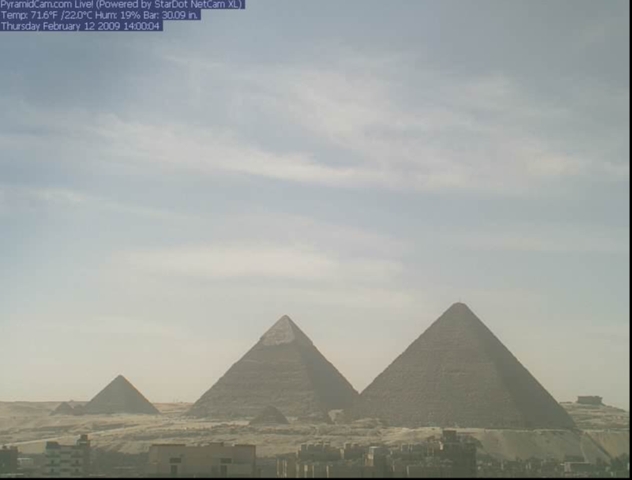 PyramidCam.com Live! (Powered by StarDot NetCam XL)
Temp: 71.6°F /22.0°C Hum: 19% Bar: 30.09 in.
Thursday February 12 2009 14:00:04